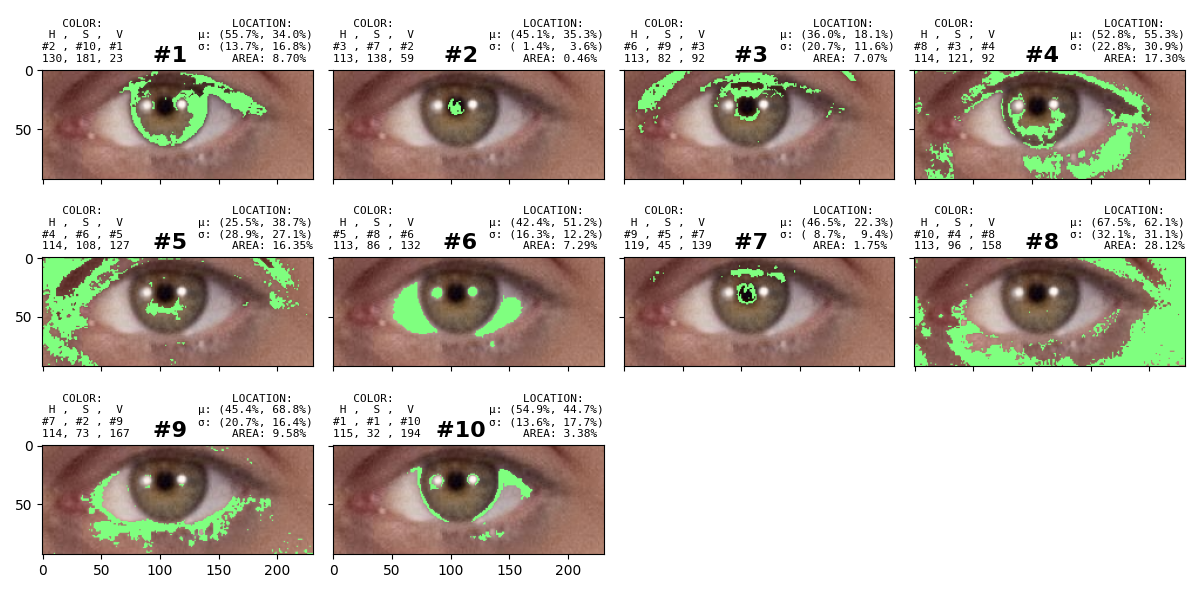 COLOR: LOCATION:
H , S , V μ: (55.7%, 34.0%)
#2 , #10, #1 σ: (13.7%, 16.8%)
130, 181, 23 #1 AREA: 8.70%
COLOR: LOCATION:
H , S , V μ: (45.1%, 35.3%)
#3 , #7 , #2 σ: ( 1.4%, 3.6%)
113, 138, 59 #2 AREA: 0.46%
COLOR: LOCATION:
H , S , V μ: (36.0%, 18.1%)
#6 , #9 , #3 σ: (20.7%, 11.6%)
113, 82 , 92 #3 AREA: 7.07%
COLOR: LOCATION:
H , S , V μ: (52.8%, 55.3%)
#8 , #3 , #4 σ: (22.8%, 30.9%)
114, 121, 92 #4 AREA: 17.30%
0
50
COLOR: LOCATION:
H , S , V μ: (25.5%, 38.7%)
#4 , #6 , #5 σ: (28.9%, 27.1%)
114, 108, 127 #5 AREA: 16.35%
COLOR: LOCATION:
H , S , V μ: (42.4%, 51.2%)
#5 , #8 , #6 σ: (16.3%, 12.2%)
113, 86 , 132 #6 AREA: 7.29%
COLOR: LOCATION:
H , S , V μ: (46.5%, 22.3%)
#9 , #5 , #7 σ: ( 8.7%, 9.4%)
119, 45 , 139 #7 AREA: 1.75%
COLOR: LOCATION:
H , S , V μ: (67.5%, 62.1%)
#10, #4 , #8 σ: (32.1%, 31.1%)
113, 96 , 158 #8 AREA: 28.12%
0
50
COLOR: LOCATION:
H , S , V μ: (45.4%, 68.8%)
#7 , #2 , #9 σ: (20.7%, 16.4%)
114, 73 , 167 #9 AREA: 9.58%
COLOR: LOCATION:
H , S , V μ: (54.9%, 44.7%)
#1 , #1 , #10 σ: (13.6%, 17.7%)
115, 32 , 194 #10 AREA: 3.38%
0
50
0 50 100 150 200
0 50 100 150 200